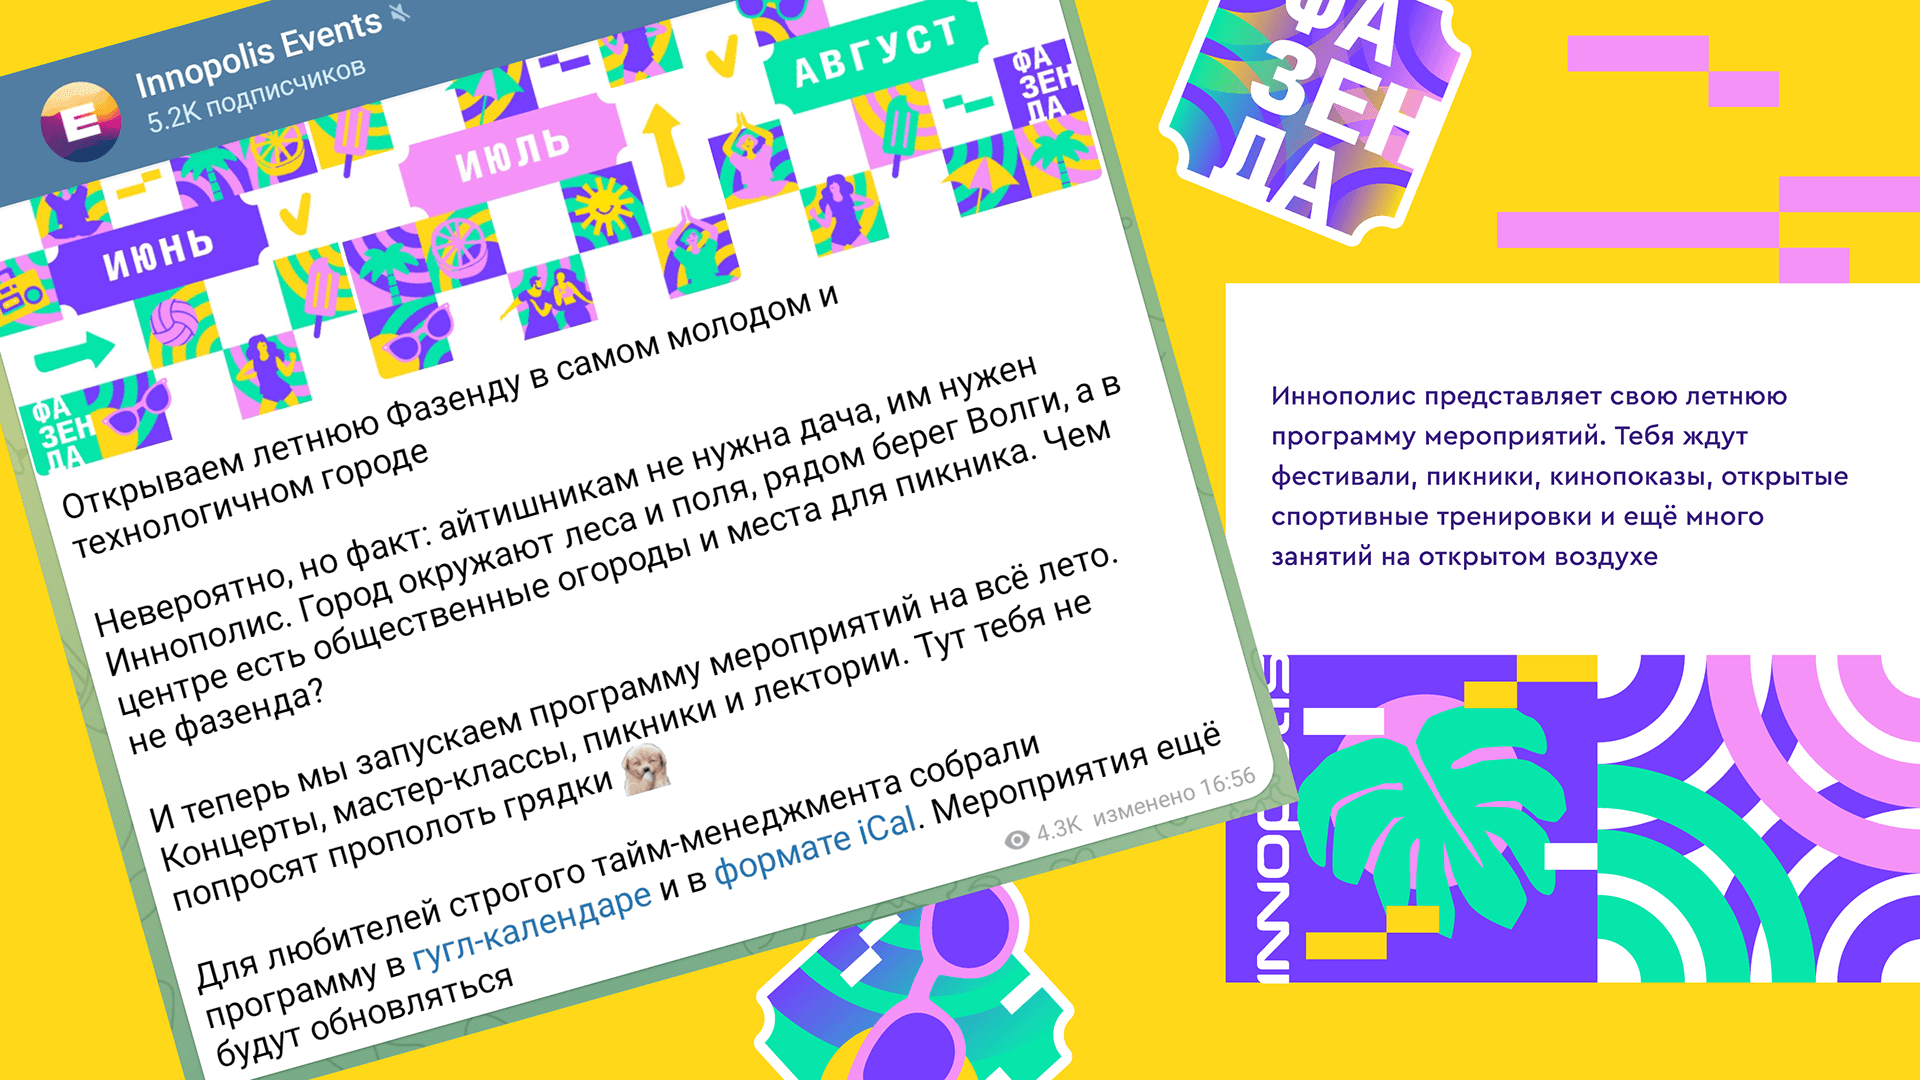 Innopolis Events
5.2K подписчиков
ИЮНЬ
ИЮЛЬ
АВГУСТ
ФА
ЗЕН
ДА
ФА
ЗЕН
ДА
Открываем летнюю Фазенду в самом молодом и
технологичном городе
Невероятно, но факт: айтишникам не нужна дача, им нужен
Иннополис. Город окружают леса и поля, рядом берег Волги, а в
центре есть общественные огороды и места для пикника. Чем
не фазенда?
И теперь мы запускаем программу мероприятий на всё лето.
Концерты, мастер-классы, пикники и лектории. Тут тебя не
попросят прополоть грядки
Для любителей строгого тайм-менеджмента собрали
программу в гугл-календаре и в формате iCal. Мероприятия ещё
будут обновляться
4.3K изменено 16:56
ФА
ЗЕН
ДА
Иннополис представляет свою летнюю
программу мероприятий. Тебя ждут
фестивали, пикники, кинопоказы, открытые
спортивные тренировки и ещё много
занятий на открытом воздухе
INNOPOLIS